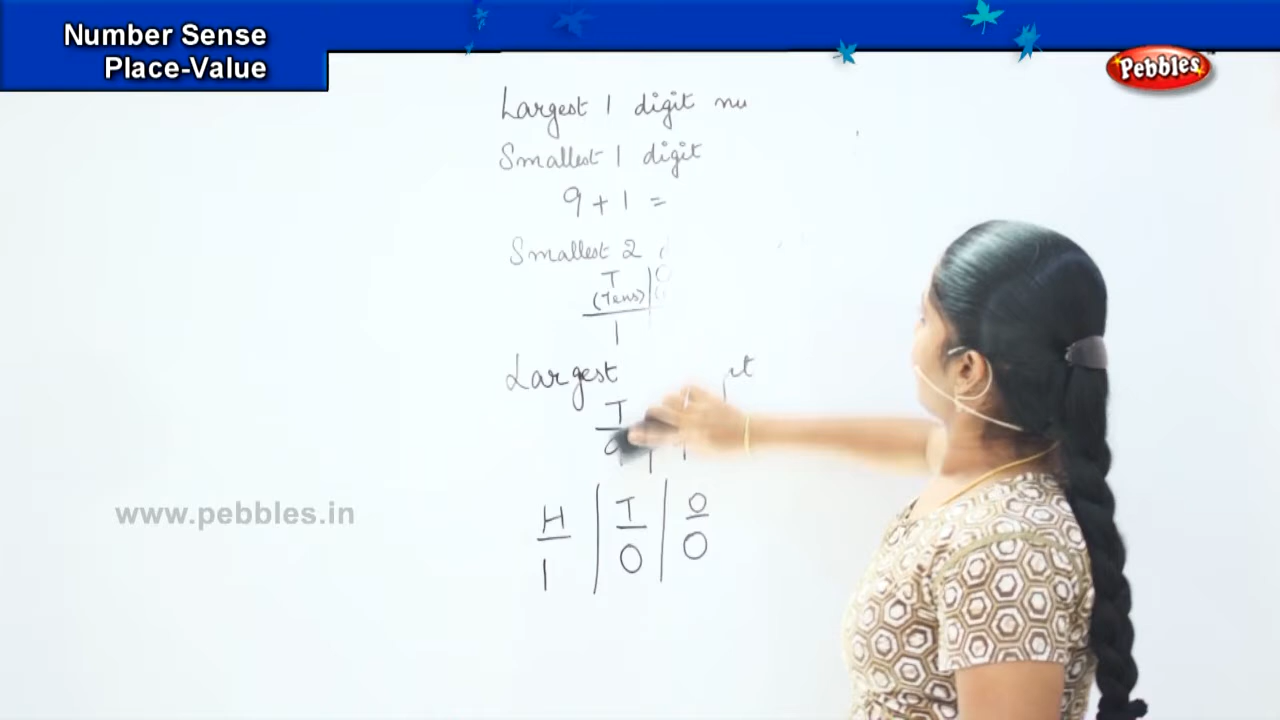 Number Sense
Place-Value
Pebbles
Largest 1 digit nu
Smallest 1 digit
9 + 1 =
Smallest 2
T
(Tens)
1
Largest
T
9
H | T | O
1 | 0 | 0
www.pebbles.in